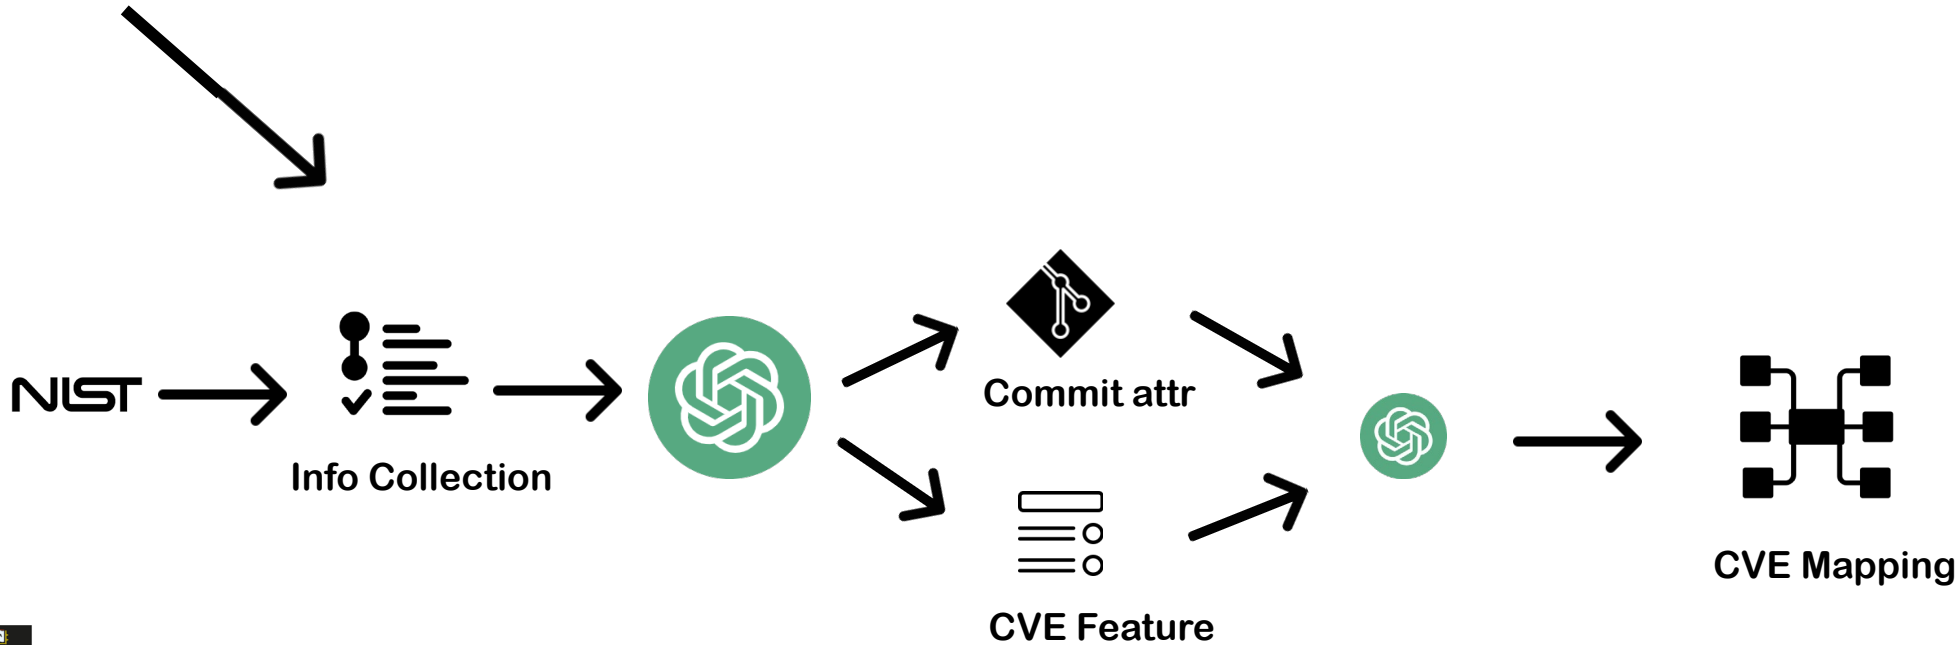 NIST
Info Collection
Commit attr
CVE Feature
CVE Mapping